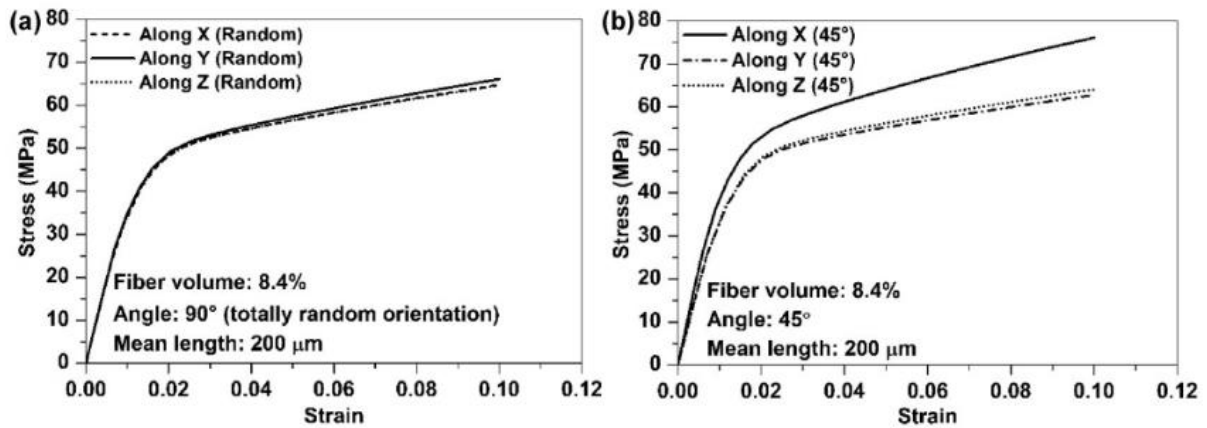 (a)
80
70
60
50
40
30
20
10
0
Stress (MPa)
Along X (Random)
Along Y (Random)
Along Z (Random)
Fiber volume: 8.4%
Angle: 90° (totally random orientation)
Mean length: 200 μm
0.00 0.02 0.04 0.06 0.08 0.10 0.12
Strain
(b)
80
70
60
50
40
30
20
10
0
Stress (MPa)
Along X (45°)
Along Y (45°)
Along Z (45°)
Fiber volume: 8.4%
Angle: 45°
Mean length: 200 μm
0.00 0.02 0.04 0.06 0.08 0.10 0.12
Strain